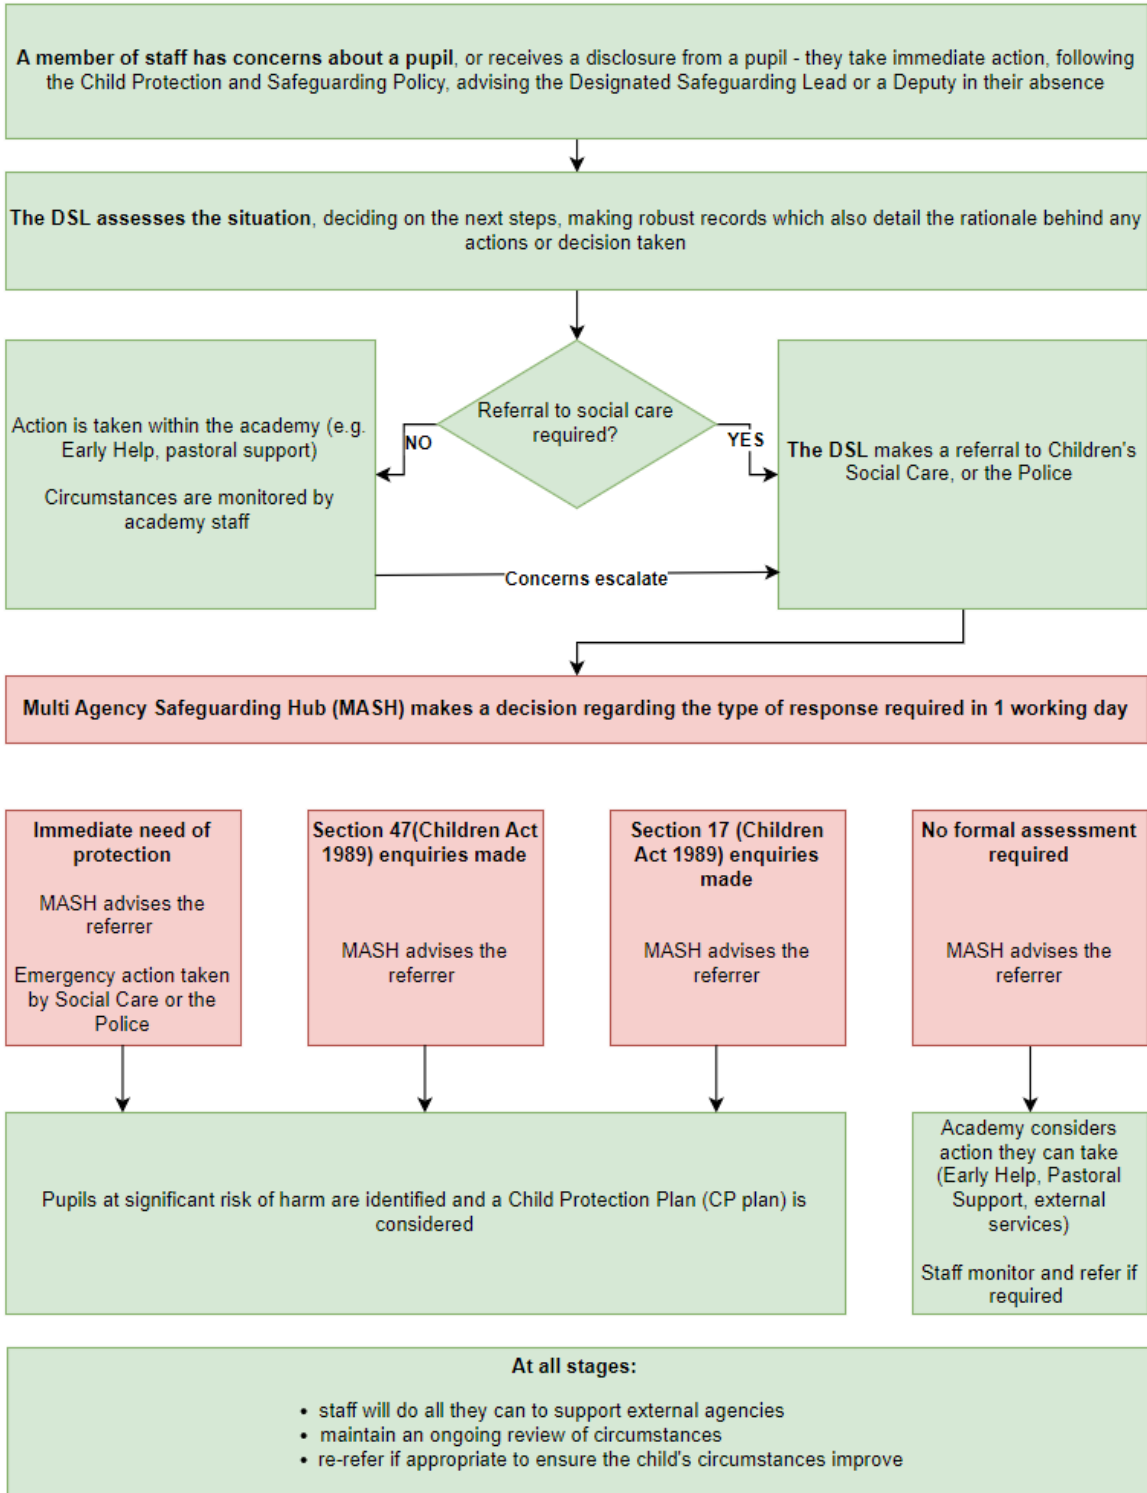 A member of staff has concerns about a pupil, or receives a disclosure from a pupil - they take immediate action, following
the Child Protection and Safeguarding Policy, advising the Designated Safeguarding Lead or a Deputy in their absence
The DSL assesses the situation, deciding on the next steps, making robust records which also detail the rationale behind any
actions or decision taken
Referral to social care
required?
NO
YES
Action is taken within the academy (e.g.
Early Help, pastoral support)
Circumstances are monitored by
academy staff
The DSL makes a referral to Children's
Social Care, or the Police
Concerns escalate
Multi Agency Safeguarding Hub (MASH) makes a decision regarding the type of response required in 1 working day
Immediate need of
protection
MASH advises the
referrer
Emergency action taken
by Social Care or the
Police
Section 47(Children Act
1989) enquiries made
MASH advises the
referrer
Section 17 (Children
Act 1989) enquiries
made
MASH advises the
referrer
No formal assessment
required
MASH advises the
referrer
Pupils at significant risk of harm are identified and a Child Protection Plan (CP plan) is
considered
Academy considers
action they can take
(Early Help, Pastoral
Support, external
services)
Staff monitor and refer if
required
At all stages:
• staff will do all they can to support external agencies
• maintain an ongoing review of circumstances
• re-refer if appropriate to ensure the child's circumstances improve